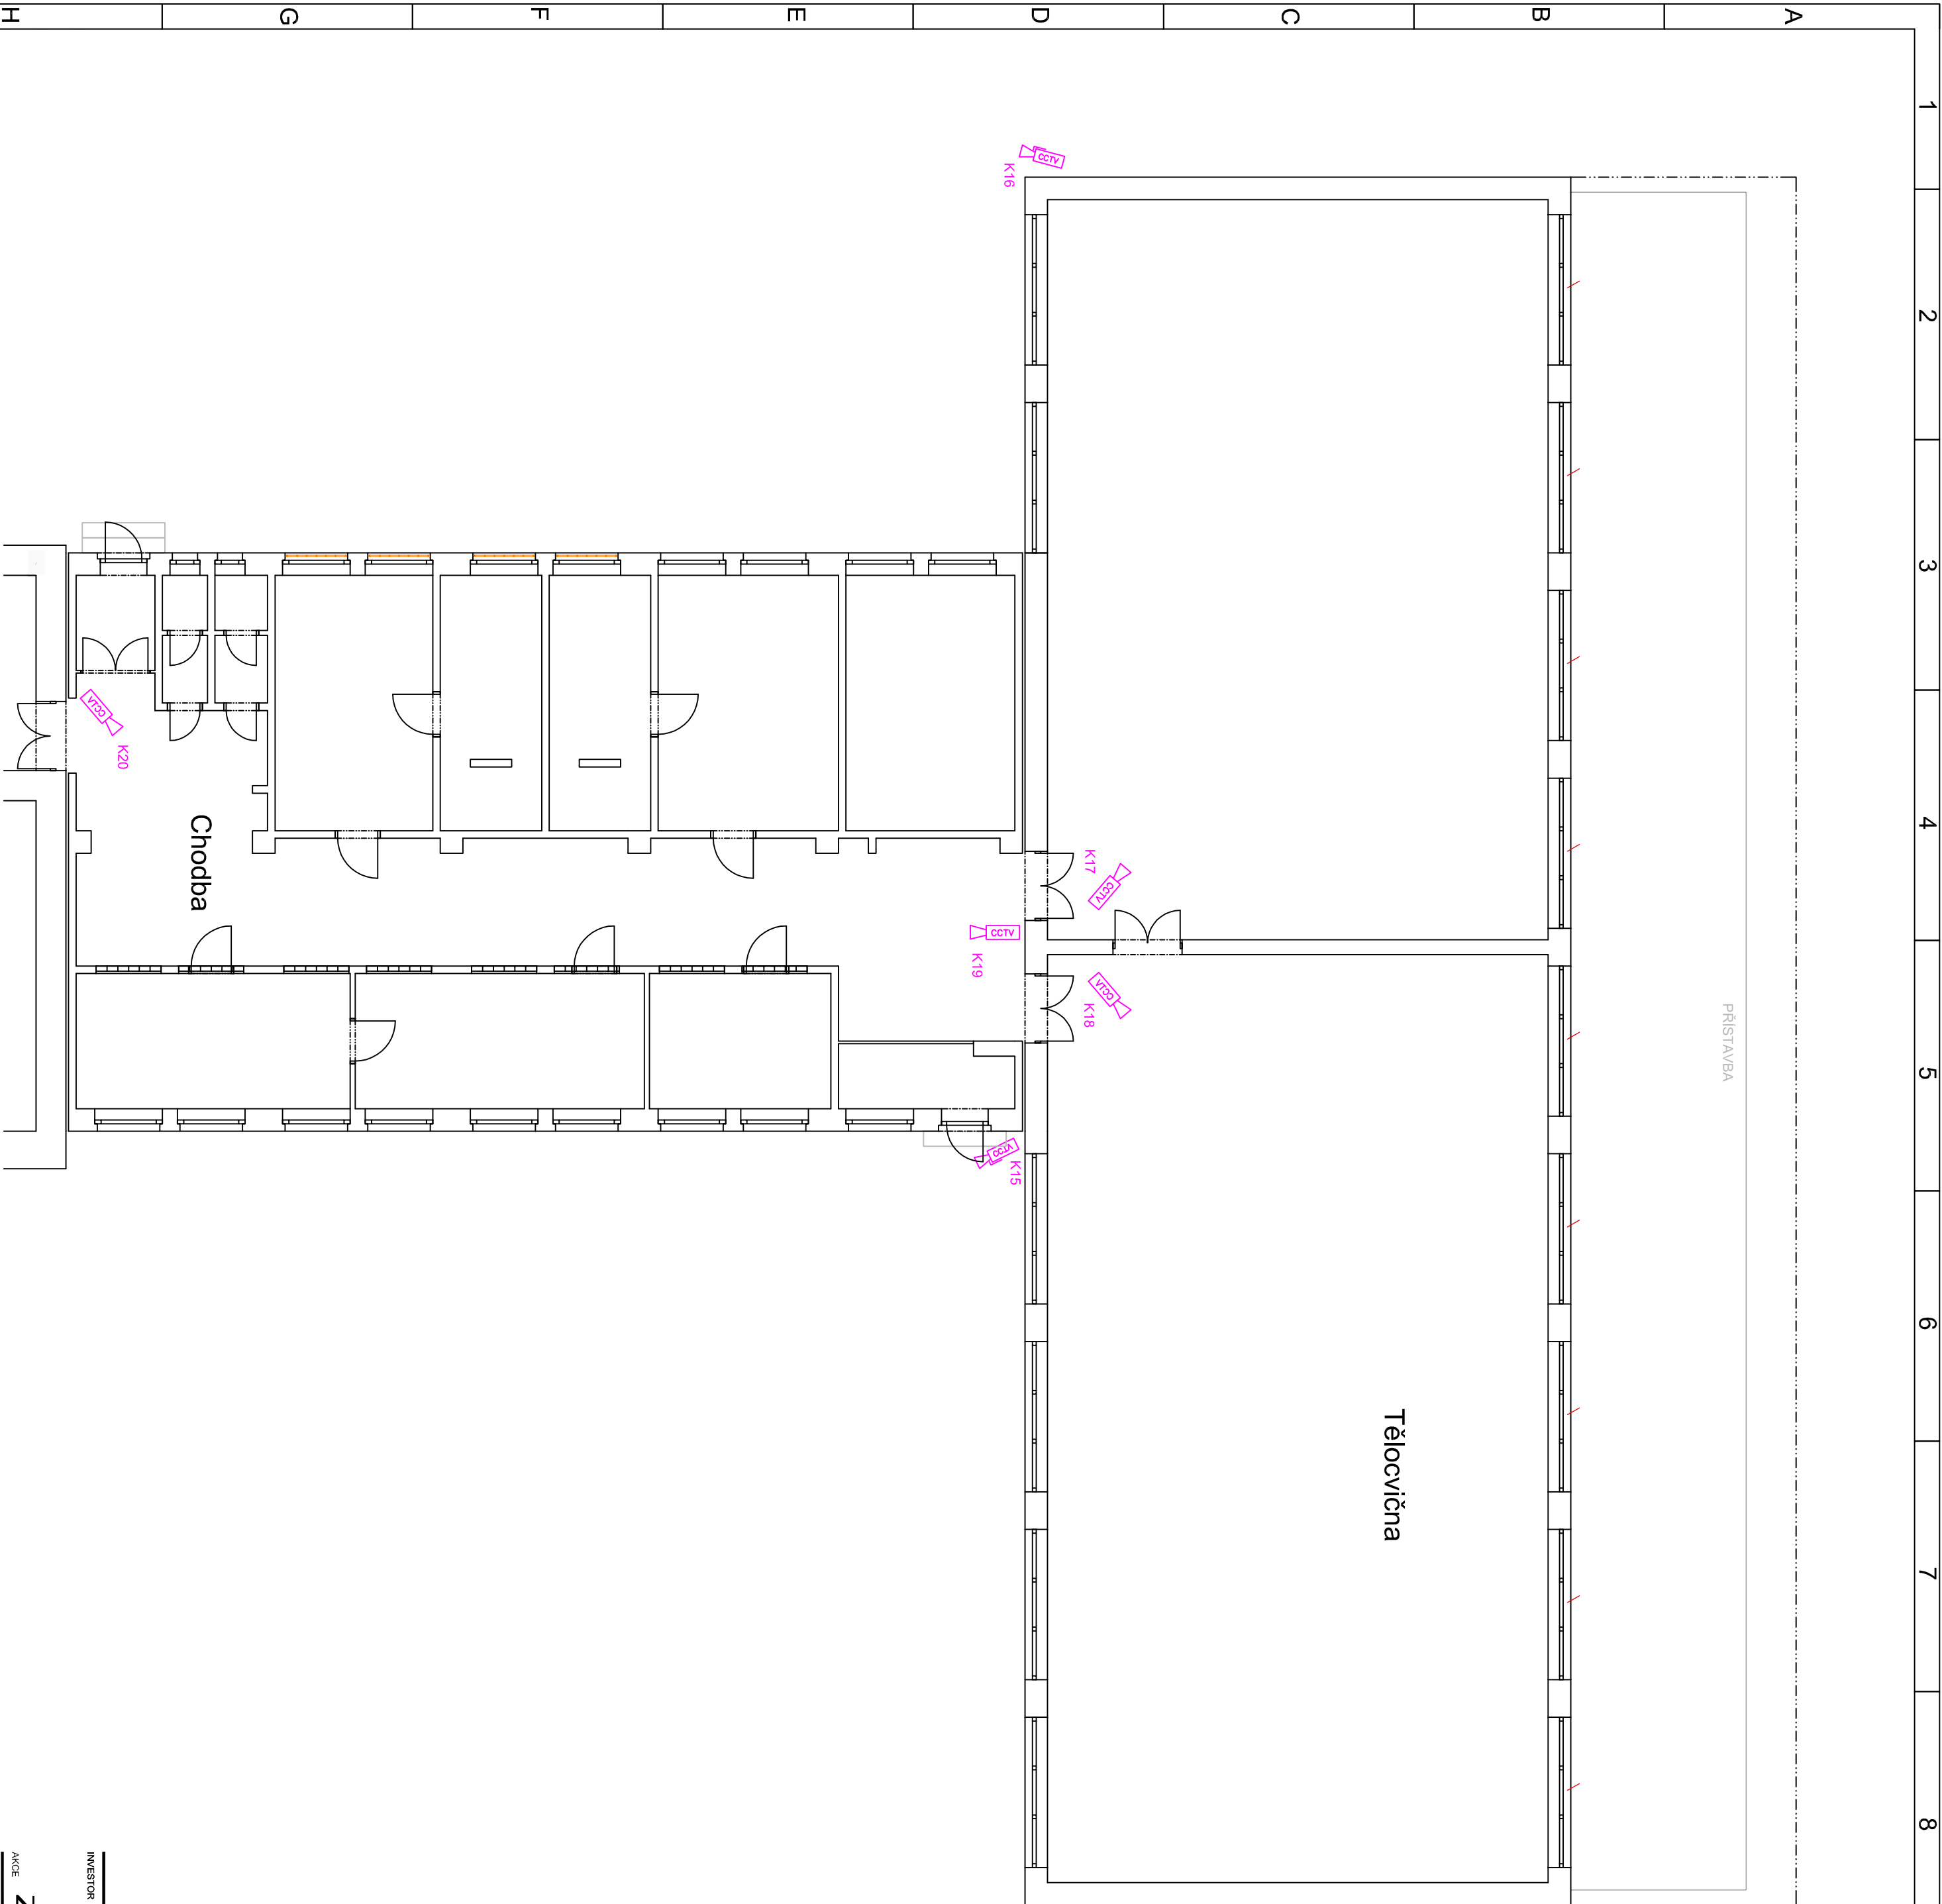 1 2 3 4 5 6 7 8
A
PŘÍSTAVBA
B
Tělocvična
C
CCTV
K17
CCTV
K18
D
CCTV
K16
CCTV
K19
CCTV
K15
E
F
G
Chodba
CCTV
K20
INVESTOR
AKCE
H